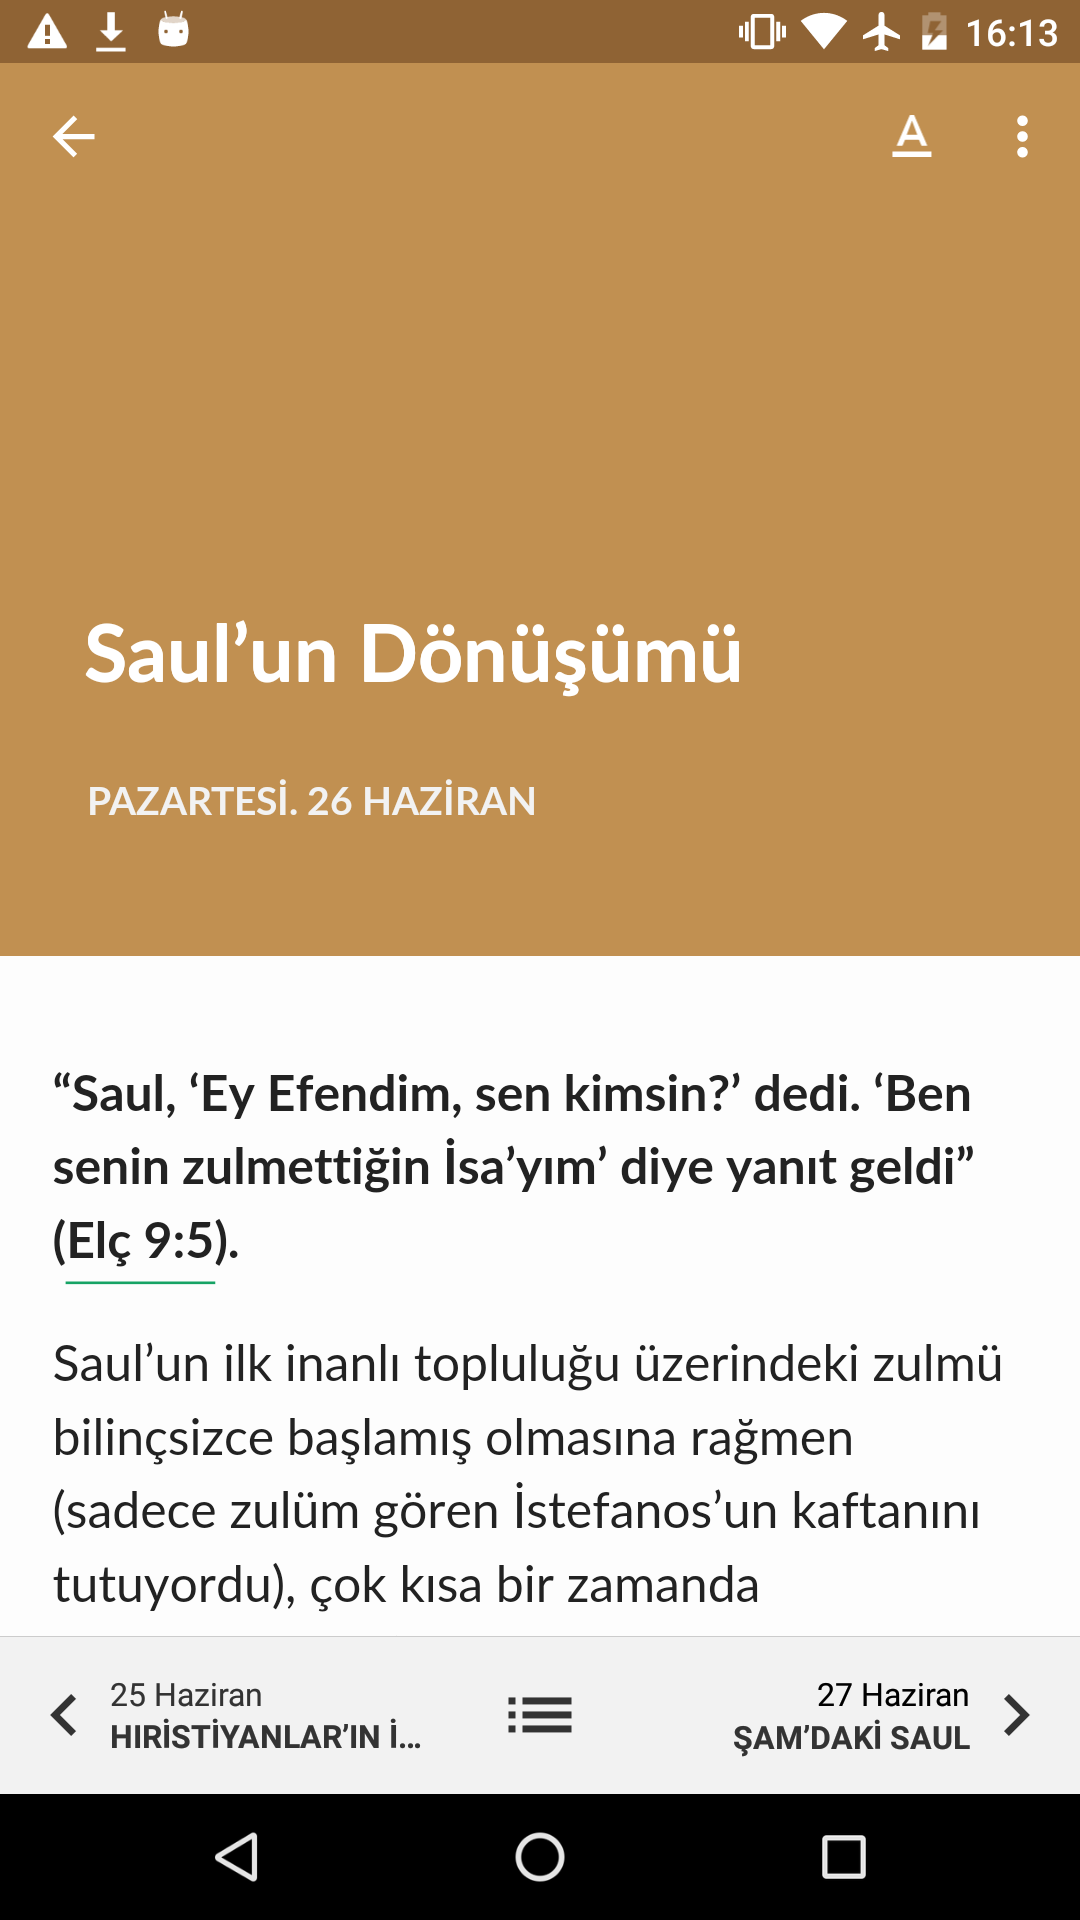 16:13
A
Saul’un Dönüşümü
PAZARTESİ. 26 HAZİRAN
“Saul, ‘Ey Efendim, sen kimsin?’ dedi. ‘Ben
senin zulmettiğin İsa’yım’ diye yanıt geldi”
(Elç 9:5).
Saul’un ilk inanlı topluluğu üzerindeki zulmü
bilinçsizce başlamış olmasına rağmen
(sadece zulüm gören İstefanos’un kaftanını
tutuyordu), çok kısa bir zamanda
25 Haziran
HIRİSTİYANLAR’IN İ...
27 Haziran
ŞAM’DAKİ SAUL